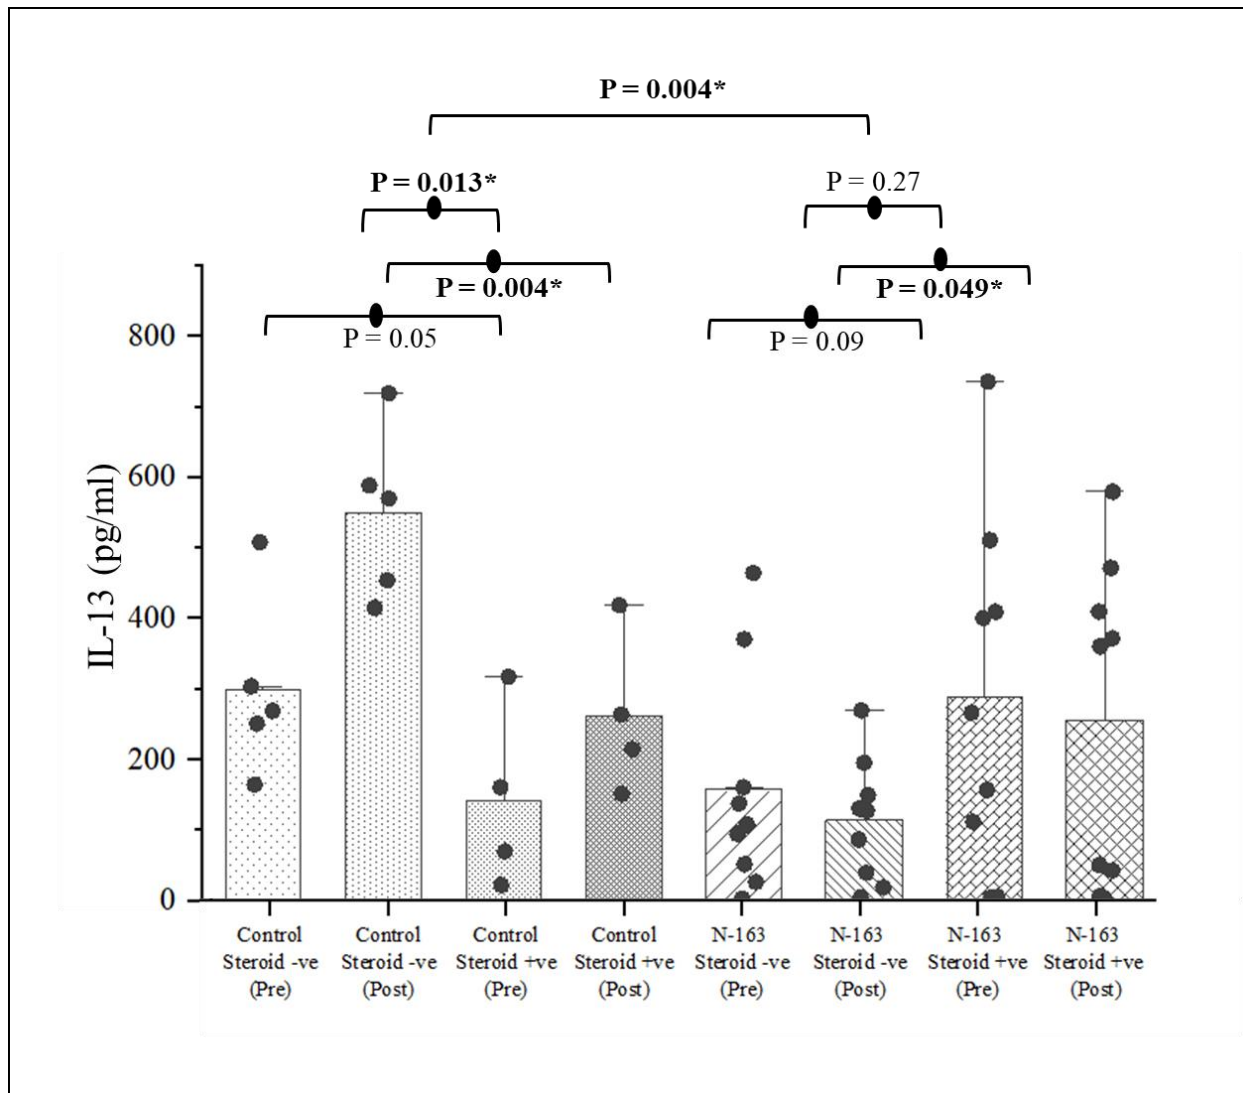 P = 0.004*
P = 0.013*
P = 0.27
P = 0.004*
P = 0.049*
P = 0.05
P = 0.09
IL-13 (pg/ml)
800
600
400
200
0
Control
Steroid -ve
(Pre)
Control
Steroid -ve
(Post)
Control
Steroid +ve
(Pre)
Control
Steroid +ve
(Post)
N-163
Steroid -ve
(Pre)
N-163
Steroid -ve
(Post)
N-163
Steroid +ve
(Pre)
N-163
Steroid +ve
(Post)